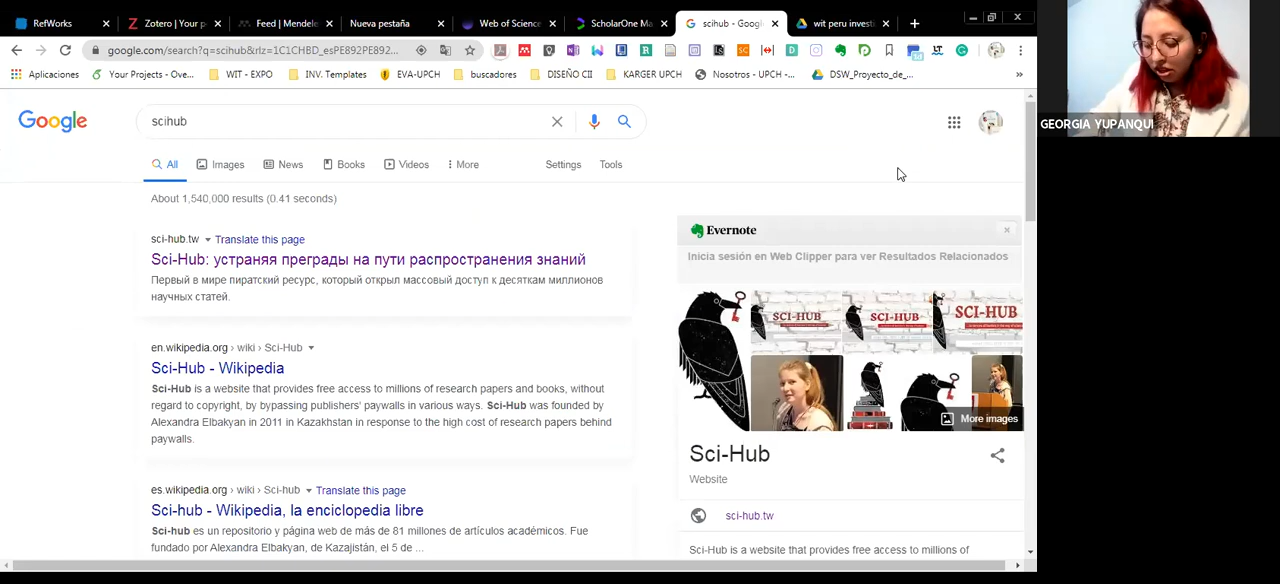 RefWorks
Zotero | Your p
Feed | Mendele
Nueva pestaña
Web of Science
ScholarOne Ma
scihub - Googl
wit peru investi
google.com/search?q=scihub&rlz=1C1CHBD_esPE892PE892...
Aplicaciones
Your Projects - Ove...
WIT - EXPO
INV. Templates
EVA-UPCH
buscadores
DISEÑO CII
KARGER UPCH
Nosotros - UPCH -...
DSW_Proyecto_de_...
»
GEORGIA YUPANQUI
Google
scihub
All
Images
News
Books
Videos
More
Settings
Tools
About 1,540,000 results (0.41 seconds)
sci-hub.tw Translate this page
Sci-Hub: устраняя преграды на пути распространения знаний
Первый в мире пиратский ресурс, который открыл массовый доступ к десяткам миллионов
научных статей.
en.wikipedia.org › wiki › Sci-Hub
Sci-Hub - Wikipedia
Sci-Hub is a website that provides free access to millions of research papers and books, without
regard to copyright, by bypassing publishers' paywalls in various ways. Sci-Hub was founded by
Alexandra Elbakyan in 2011 in Kazakhstan in response to the high cost of research papers behind
paywalls.
es.wikipedia.org › wiki › Sci-hub Translate this page
Sci-hub - Wikipedia, la enciclopedia libre
Sci-hub es un repositorio y página web de más de 81 millones de artículos académicos. Fue
fundado por Alexandra Elbakyan, de Kazajistán, el 5 de ...
Evernote
Inicia sesión en Web Clipper para ver Resultados Relacionados
SCI-HUB
SCI-HUB
SCI-HUB
More images
Sci-Hub
Website
sci-hub.tw
Sci-Hub is a website that provides free access to millions of